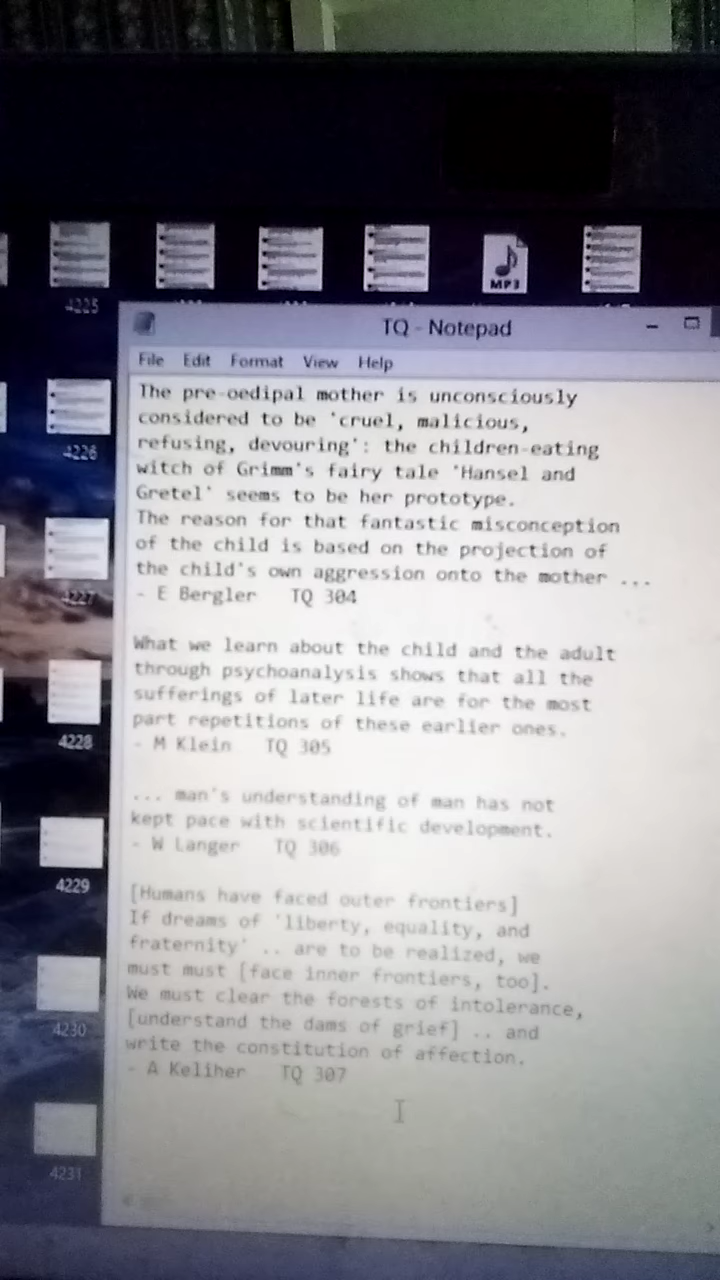 4225
MP3
TQ - Notepad
File Edit Format View Help
4226
4227
4228
4229
4230
4231
The pre-oedipal mother is unconsciously
considered to be 'cruel, malicious,
refusing, devouring': the children-eating
witch of Grimm's fairy tale 'Hansel and
Gretel' seems to be her prototype.
The reason for that fantastic misconception
of the child is based on the projection of
the child's own aggression onto the mother ...
- E Bergler TQ 304
What we learn about the child and the adult
through psychoanalysis shows that all the
sufferings of later life are for the most
part repetitions of these earlier ones.
- M Klein TQ 305
... man's understanding of man has not
kept pace with scientific development.
- W Langer TQ 306
[Humans have faced outer frontiers]
If dreams of 'liberty, equality, and
fraternity' .. are to be realized, we
must must [face inner frontiers, too].
We must clear the forests of intolerance,
[understand the dams of grief] .. and
write the constitution of affection.
- A Keliher TQ 307